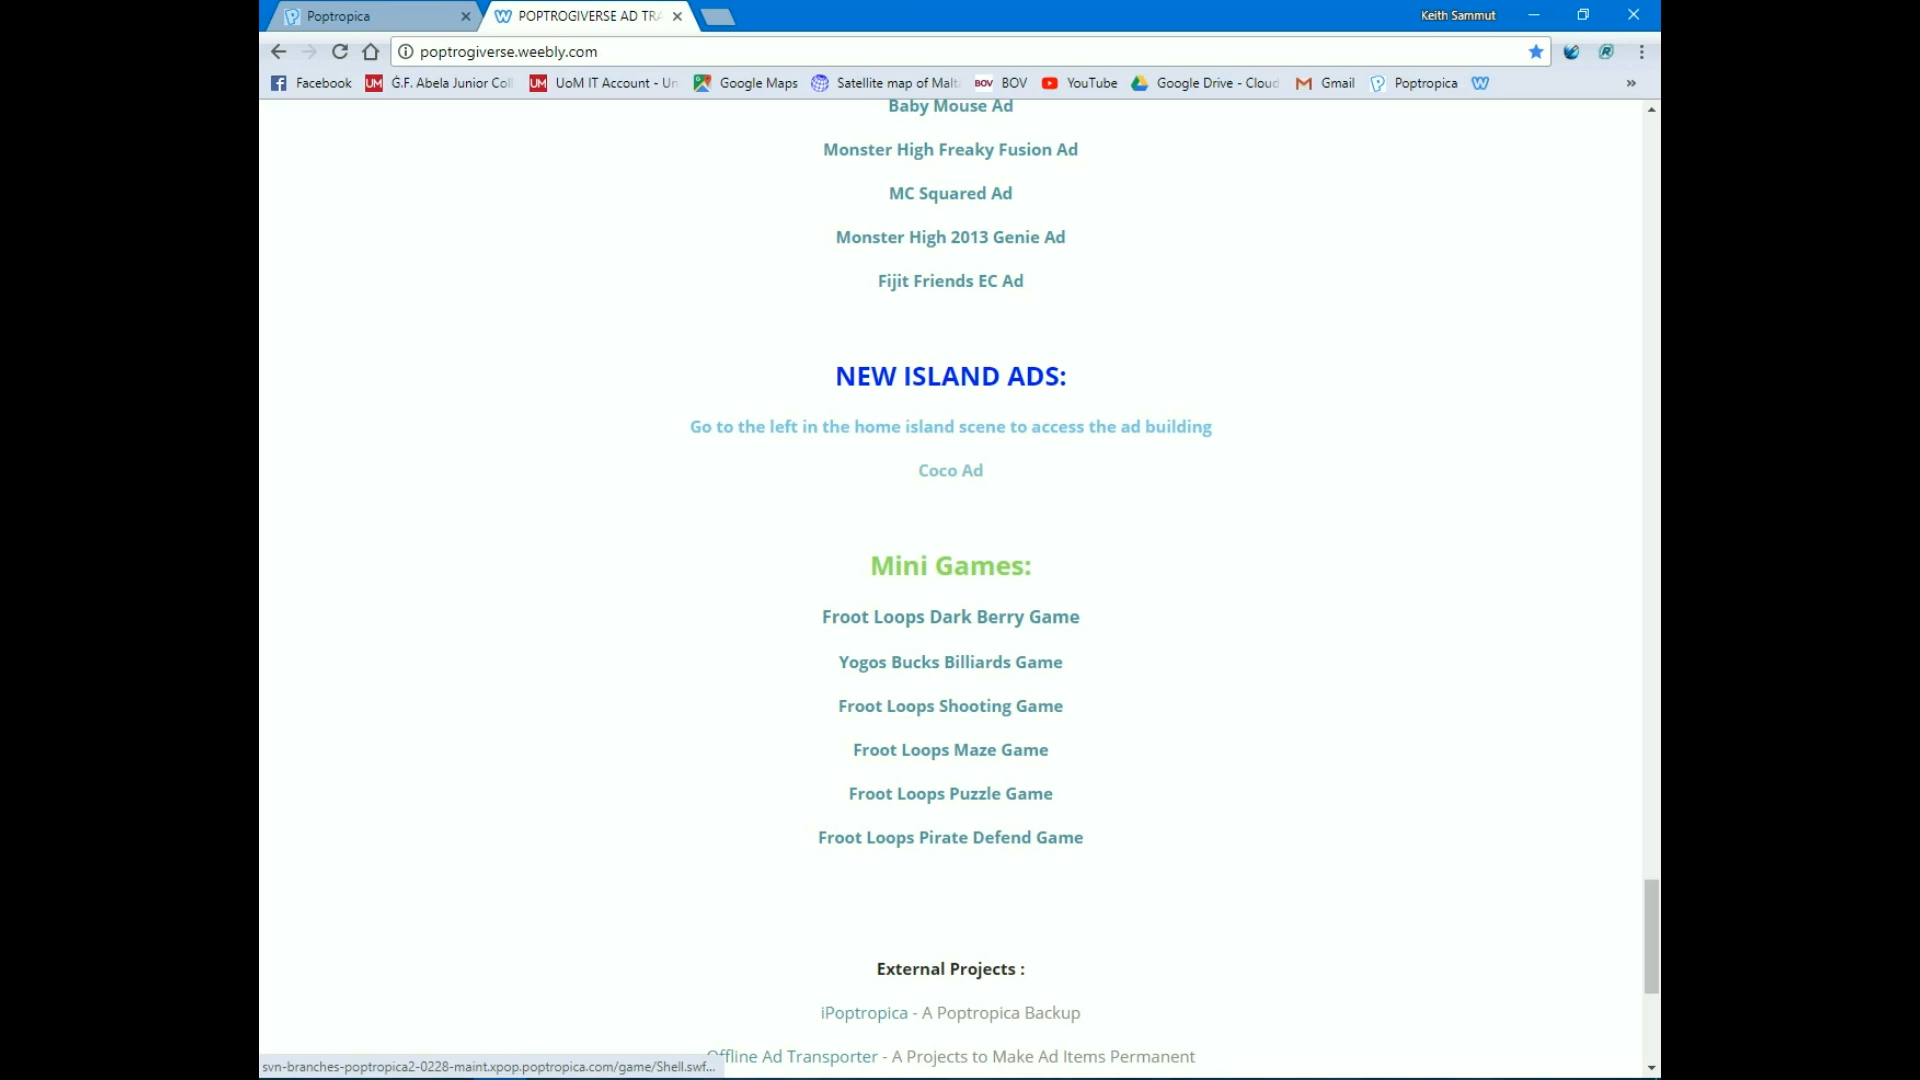 Poptropica
POPTROGIVERSE AD TRA
Keith Sammut
poptrogiverse.weebly.com
Facebook
UM
Ġ.F. Abela Junior Coll
UM
UoM IT Account - Un
Google Maps
Satellite map of Malt
BOV
BOV
YouTube
Google Drive - Cloud
Gmail
Poptropica
»
Baby Mouse Ad
Monster High Freaky Fusion Ad
MC Squared Ad
Monster High 2013 Genie Ad
Fijit Friends EC Ad
NEW ISLAND ADS:
Go to the left in the home island scene to access the ad building
Coco Ad
Mini Games:
Froot Loops Dark Berry Game
Yogos Bucks Billiards Game
Froot Loops Shooting Game
Froot Loops Maze Game
Froot Loops Puzzle Game
Froot Loops Pirate Defend Game
External Projects :
iPoptropica - A Poptropica Backup
Offline Ad Transporter - A Projects to Make Ad Items Permanent
svn-branches-poptropica2-0228-maint.xpop.poptropica.com/game/Shell.swf...